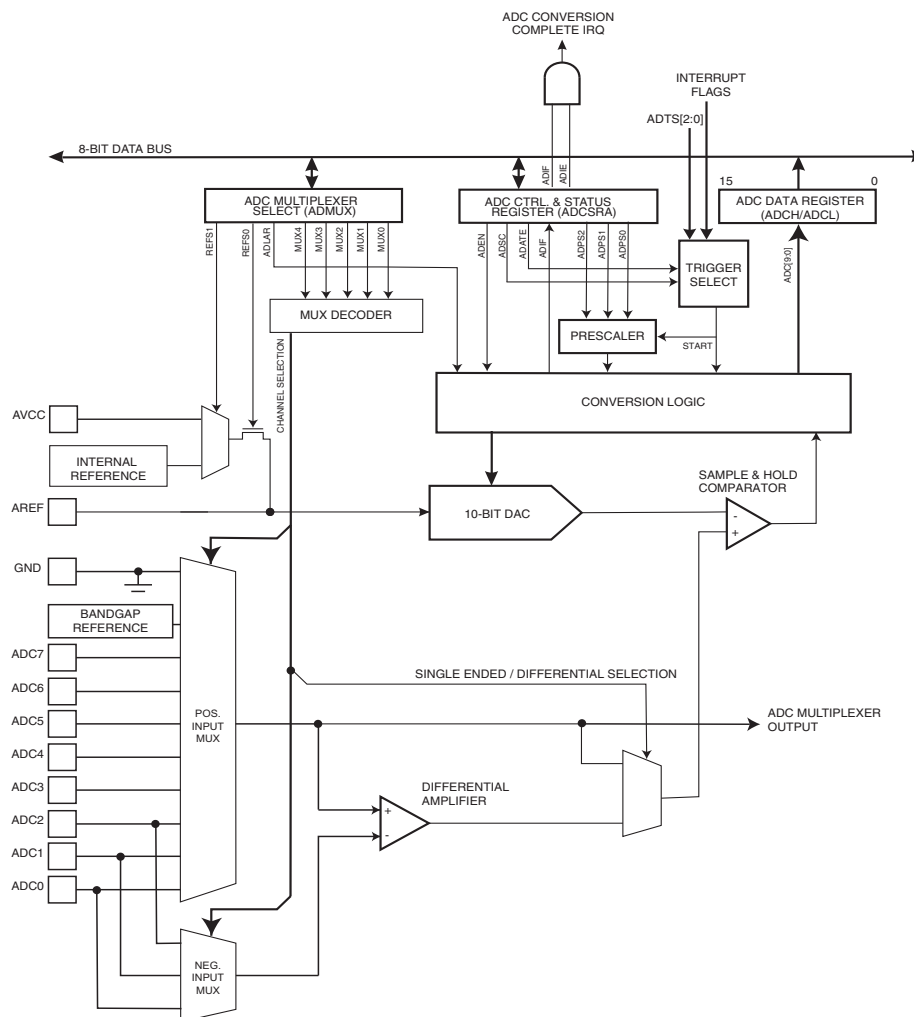 ADC CONVERSION
COMPLETE IRQ
INTERRUPT
FLAGS
ADTS[2:0]
8-BIT DATA BUS
ADIF
ADIE
15
0
ADC MULTIPLEXER
SELECT (ADMUX)
ADC CTRL. & STATUS
REGISTER (ADCSRA)
ADC DATA REGISTER
(ADCH/ADCL)
REFS1
REFS0
ADLAR
MUX4
MUX3
MUX2
MUX1
MUX0
ADEN
ADSC
ADATE
ADIF
ADPS2
ADPS1
ADPS0
ADC[9:0]
TRIGGER
SELECT
MUX DECODER
PRESCALER
START
CHANNEL SELECTION
CONVERSION LOGIC
AVCC
INTERNAL
REFERENCE
SAMPLE & HOLD
COMPARATOR
AREF
10-BIT DAC
-
+
GND
BANDGAP
REFERENCE
ADC7
ADC6
ADC5
ADC4
ADC3
ADC2
ADC1
ADC0
POS.
INPUT
MUX
SINGLE ENDED / DIFFERENTIAL SELECTION
ADC MULTIPLEXER
OUTPUT
DIFFERENTIAL
AMPLIFIER
+
-
NEG.
INPUT
MUX